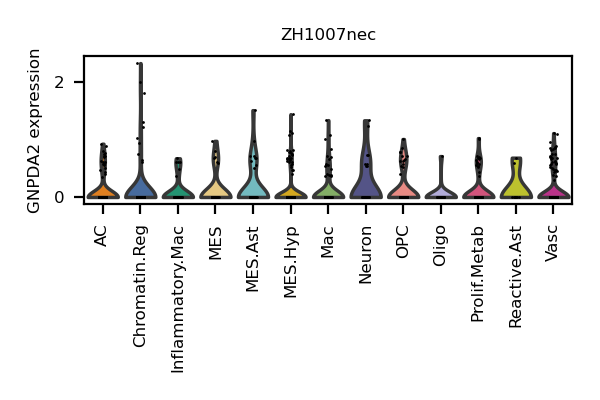 ZH1007nec
GNPDA2 expression
2
0
AC
Chromatin.Reg
Inflammatory.Mac
MES
MES.Ast
MES.Hyp
Mac
Neuron
OPC
Oligo
Prolif.Metab
Reactive.Ast
Vasc